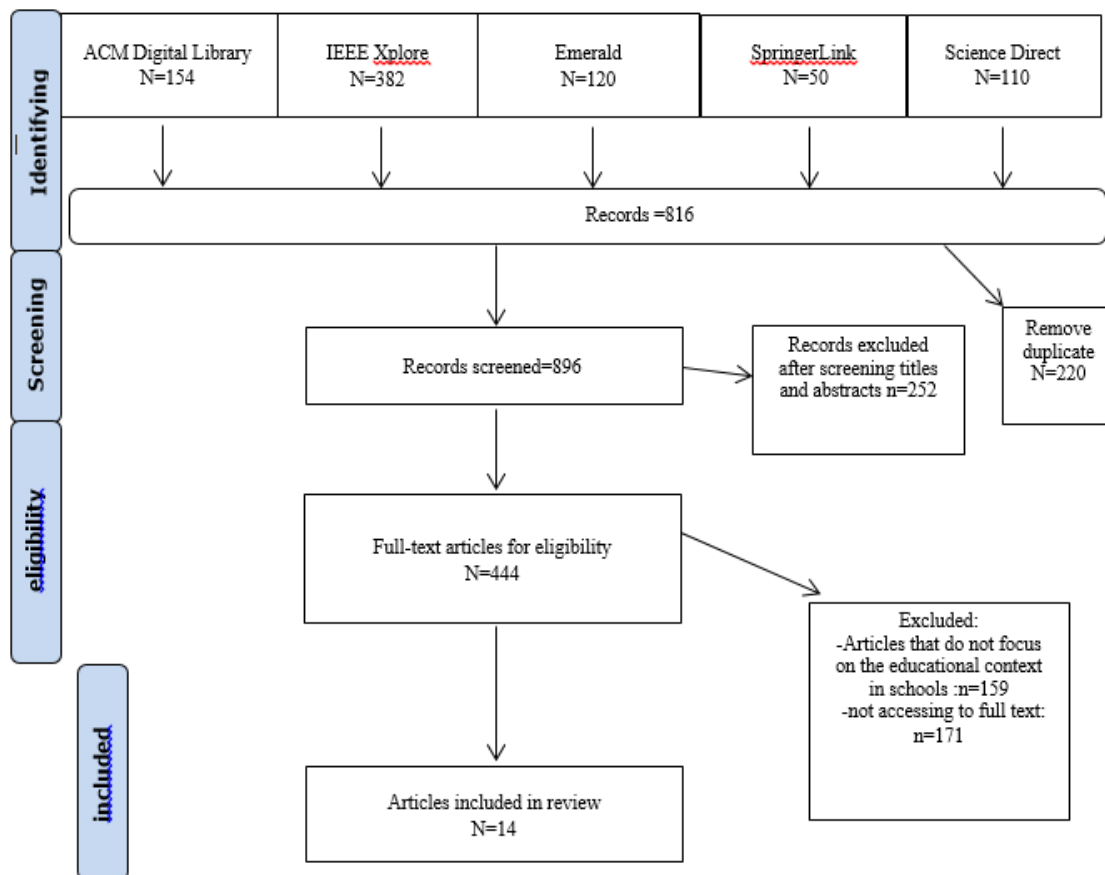 Identifying
ACM Digital Library
N=154
IEEE Xplore
N=382
Emerald
N=120
SpringerLink
N=50
Science Direct
N=110
Records =816
Screening
Records screened=896
Records excluded
after screening titles
and abstracts n=252
Remove
duplicate
N=220
eligibility
Full-text articles for eligibility
N=444
Excluded:
-Articles that do not focus
on the educational context
in schools :n=159
-not accessing to full text:
n=171
included
Articles included in review
N=14